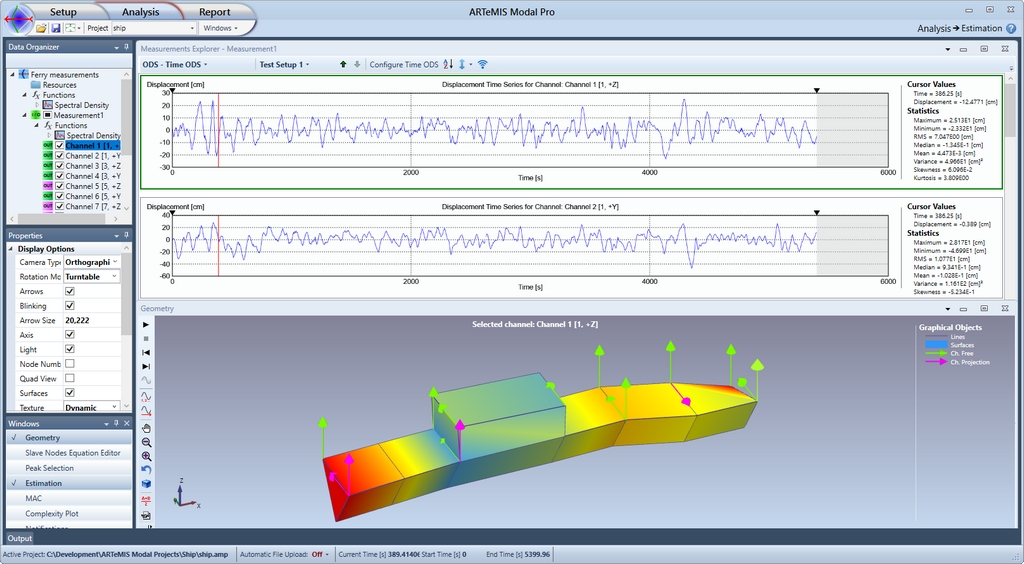 Setup Analysis Report
ARTeMIS Modal Pro
Project ship Windows
Analysis Estimation
Data Organizer
Ferry measurements
Resources
Functions
Spectral Density
Measurement1
Functions
Spectral Density
Channel 1 [1, +
Channel 2 [1, +Y
Channel 3 [3, +Z
Channel 4 [3, +Y
Channel 5 [5, +Z
Channel 6 [5, +Y
Channel 7 [7, +Z
Properties
Display Options
Camera Type Orthographi
Rotation Mo Turntable
Arrows
Blinking
Arrow Size 20,222
Axis
Light
Node Numb
Quad View
Surfaces
Texture Dynamic
Windows
Geometry
Slave Nodes Equation Editor
Peak Selection
Estimation
MAC
Complexity Plot
Notifications
Measurements Explorer - Measurement1
ODS - Time ODS Test Setup 1 Configure Time ODS
Displacement [cm] Displacement Time Series for Channel: Channel 1 [1, +Z]
30
20
10
0
-10
-20
-30
0 2000 4000 6000
Time [s]
Cursor Values
Time = 386.25 [s]
Displacement = -12.4771 [cm]
Statistics
Maximum = 2.513E1 [cm]
Minimum = -2.332E1 [cm]
RMS = 7.047E00 [cm]
Median = -1.345E-1 [cm]
Mean = 4.473E-3 [cm]
Variance = 4.966E1 [cm]²
Skewness = 6.096E-2
Kurtosis = 3.809E00
Displacement [cm] Displacement Time Series for Channel: Channel 2 [1, +Y]
40
20
0
-20
-40
-60
0 2000 4000 6000
Time [s]
Cursor Values
Time = 386.25 [s]
Displacement = -0.389 [cm]
Statistics
Maximum = 2.817E1 [cm]
Minimum = -4.699E1 [cm]
RMS = 1.077E1 [cm]
Median = 9.341E-1 [cm]
Mean = -1.028E-1 [cm]
Variance = 1.161E2 [cm]²
Skewness = -5.234E-1
Geometry
Selected channel: Channel 1 [1, +Z]
Graphical Objects
Lines
Surfaces
Ch. Free
Ch. Projection
Z
X
Output
Active Project: C:\Development\ARTeMIS Modal Projects\Ship\ship.amp Automatic File Upload: Off Current Time [s] 389.4140 Start Time [s] 0 End Time [s] 5399.96